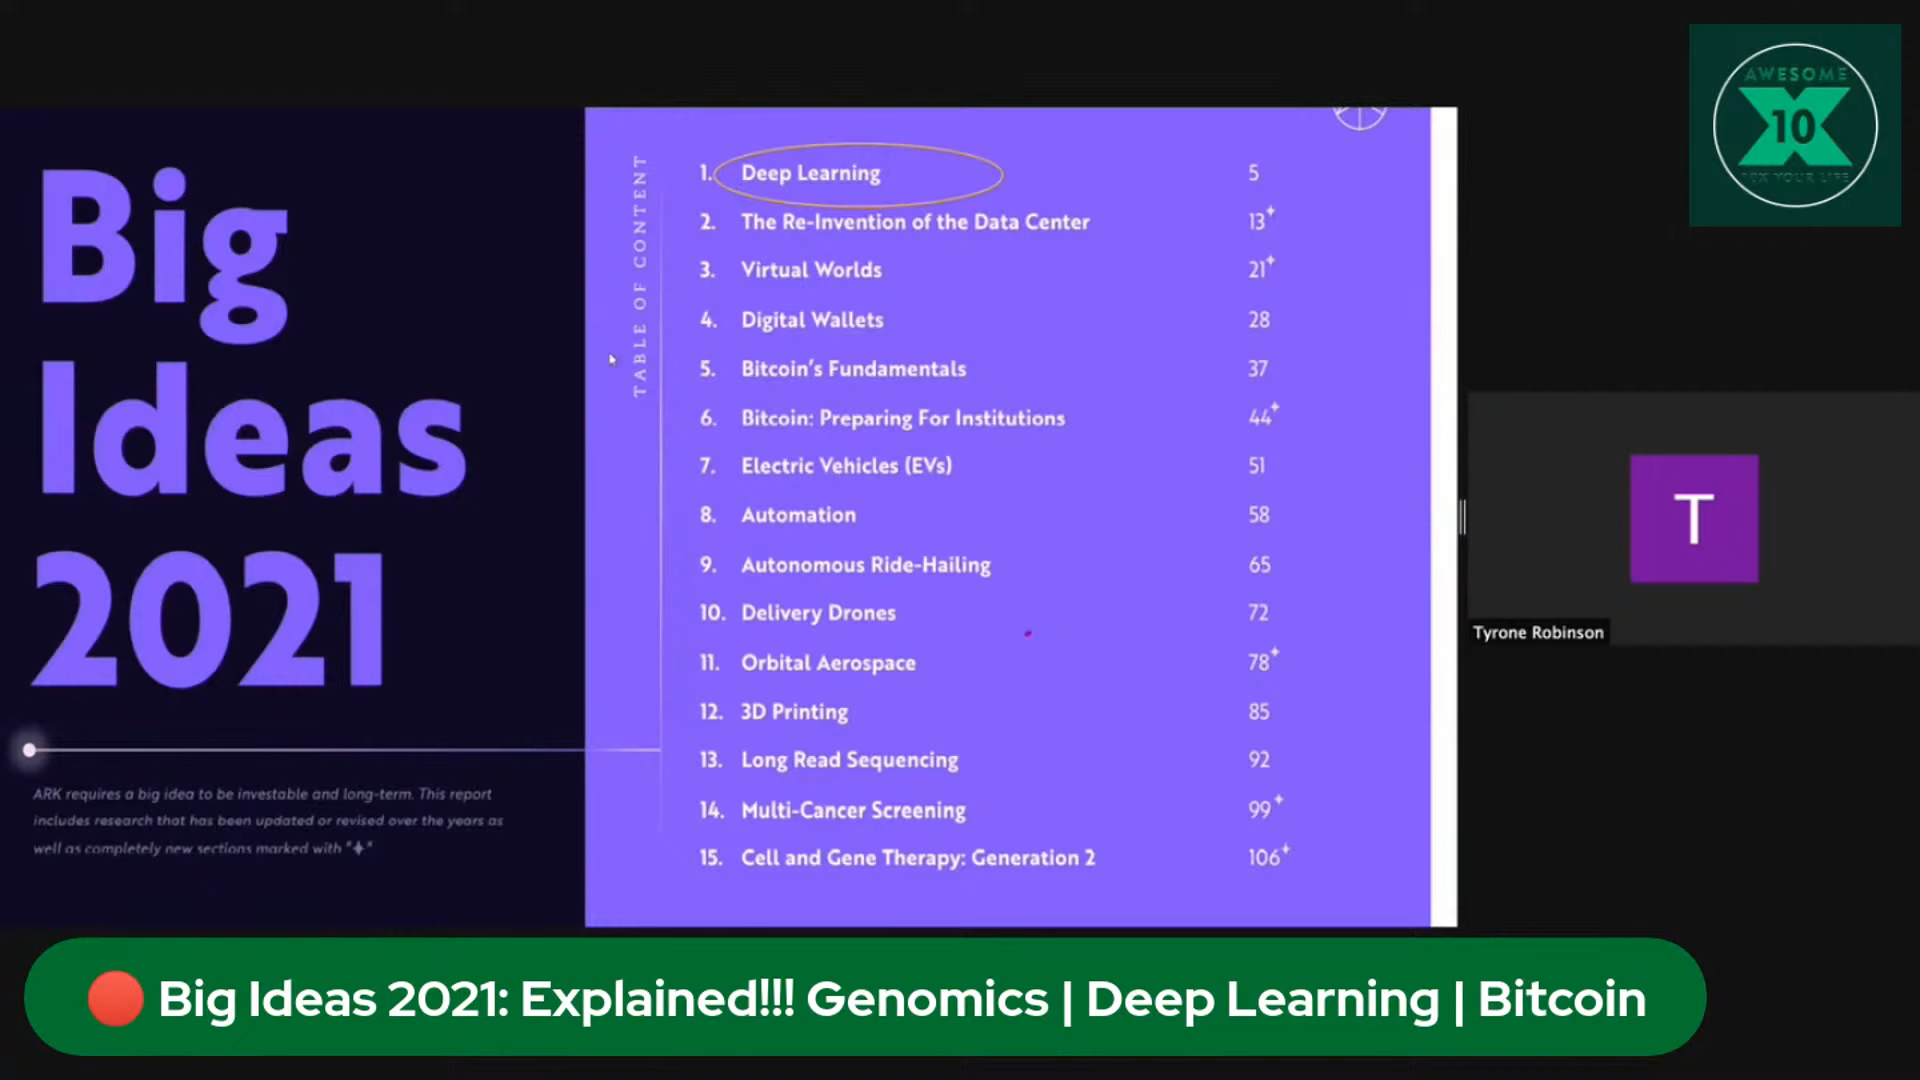 AWESOME
10
10X YOUR LIFE
Big
Ideas
2021
ARK requires a big idea to be investable and long-term. This report
includes research that has been updated or revised over the years as
well as completely new sections marked with "✦."
TABLE OF CONTENT
1. Deep Learning 5
2. The Re-Invention of the Data Center 13✦
3. Virtual Worlds 21✦
4. Digital Wallets 28
5. Bitcoin's Fundamentals 37
6. Bitcoin: Preparing For Institutions 44✦
7. Electric Vehicles (EVs) 51
8. Automation 58
9. Autonomous Ride-Hailing 65
10. Delivery Drones 72
11. Orbital Aerospace 78✦
12. 3D Printing 85
13. Long Read Sequencing 92
14. Multi-Cancer Screening 99✦
15. Cell and Gene Therapy: Generation 2 106✦
T
Tyrone Robinson
Big Ideas 2021: Explained!!! Genomics | Deep Learning | Bitcoin